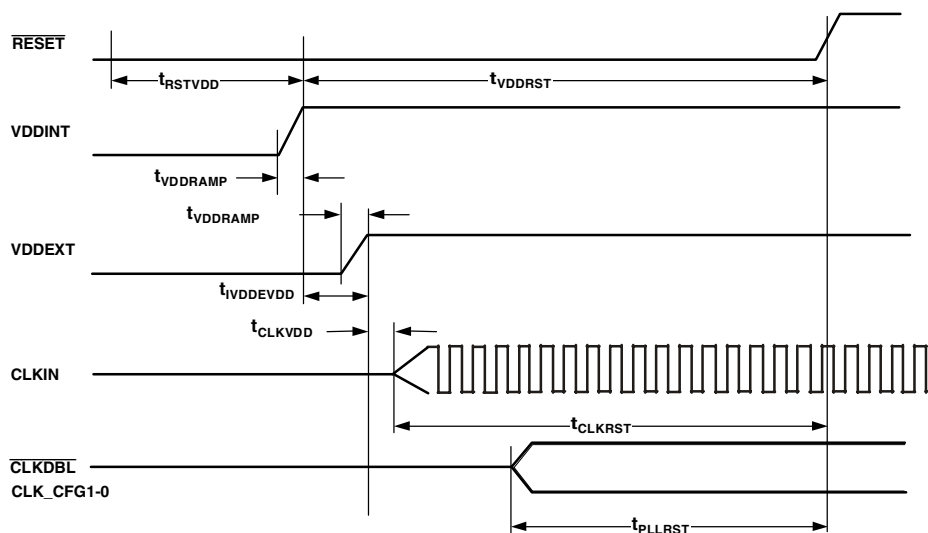 RESET
tRSTVDD
tVDDRST
VDDINT
tVDDRAMP
tVDDRAMP
VDDEXT
tIVDDEVDD
tCLKVDD
CLKIN
tCLKRST
CLKDBL
CLK_CFG1-0
tPLLRST